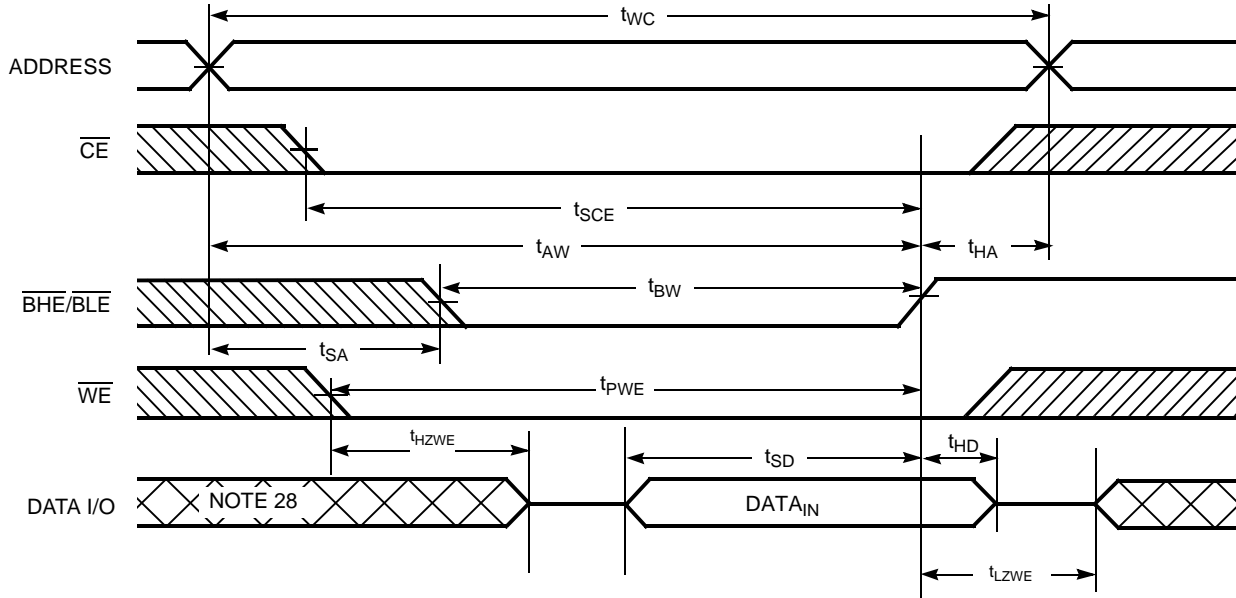 tWC
ADDRESS
CE
tSCE
tAW
tHA
BHE/BLE
tBW
tSA
WE
tPWE
tHZWE
tSD
tHD
DATA I/O
NOTE 28
DATAIN
tLZWE